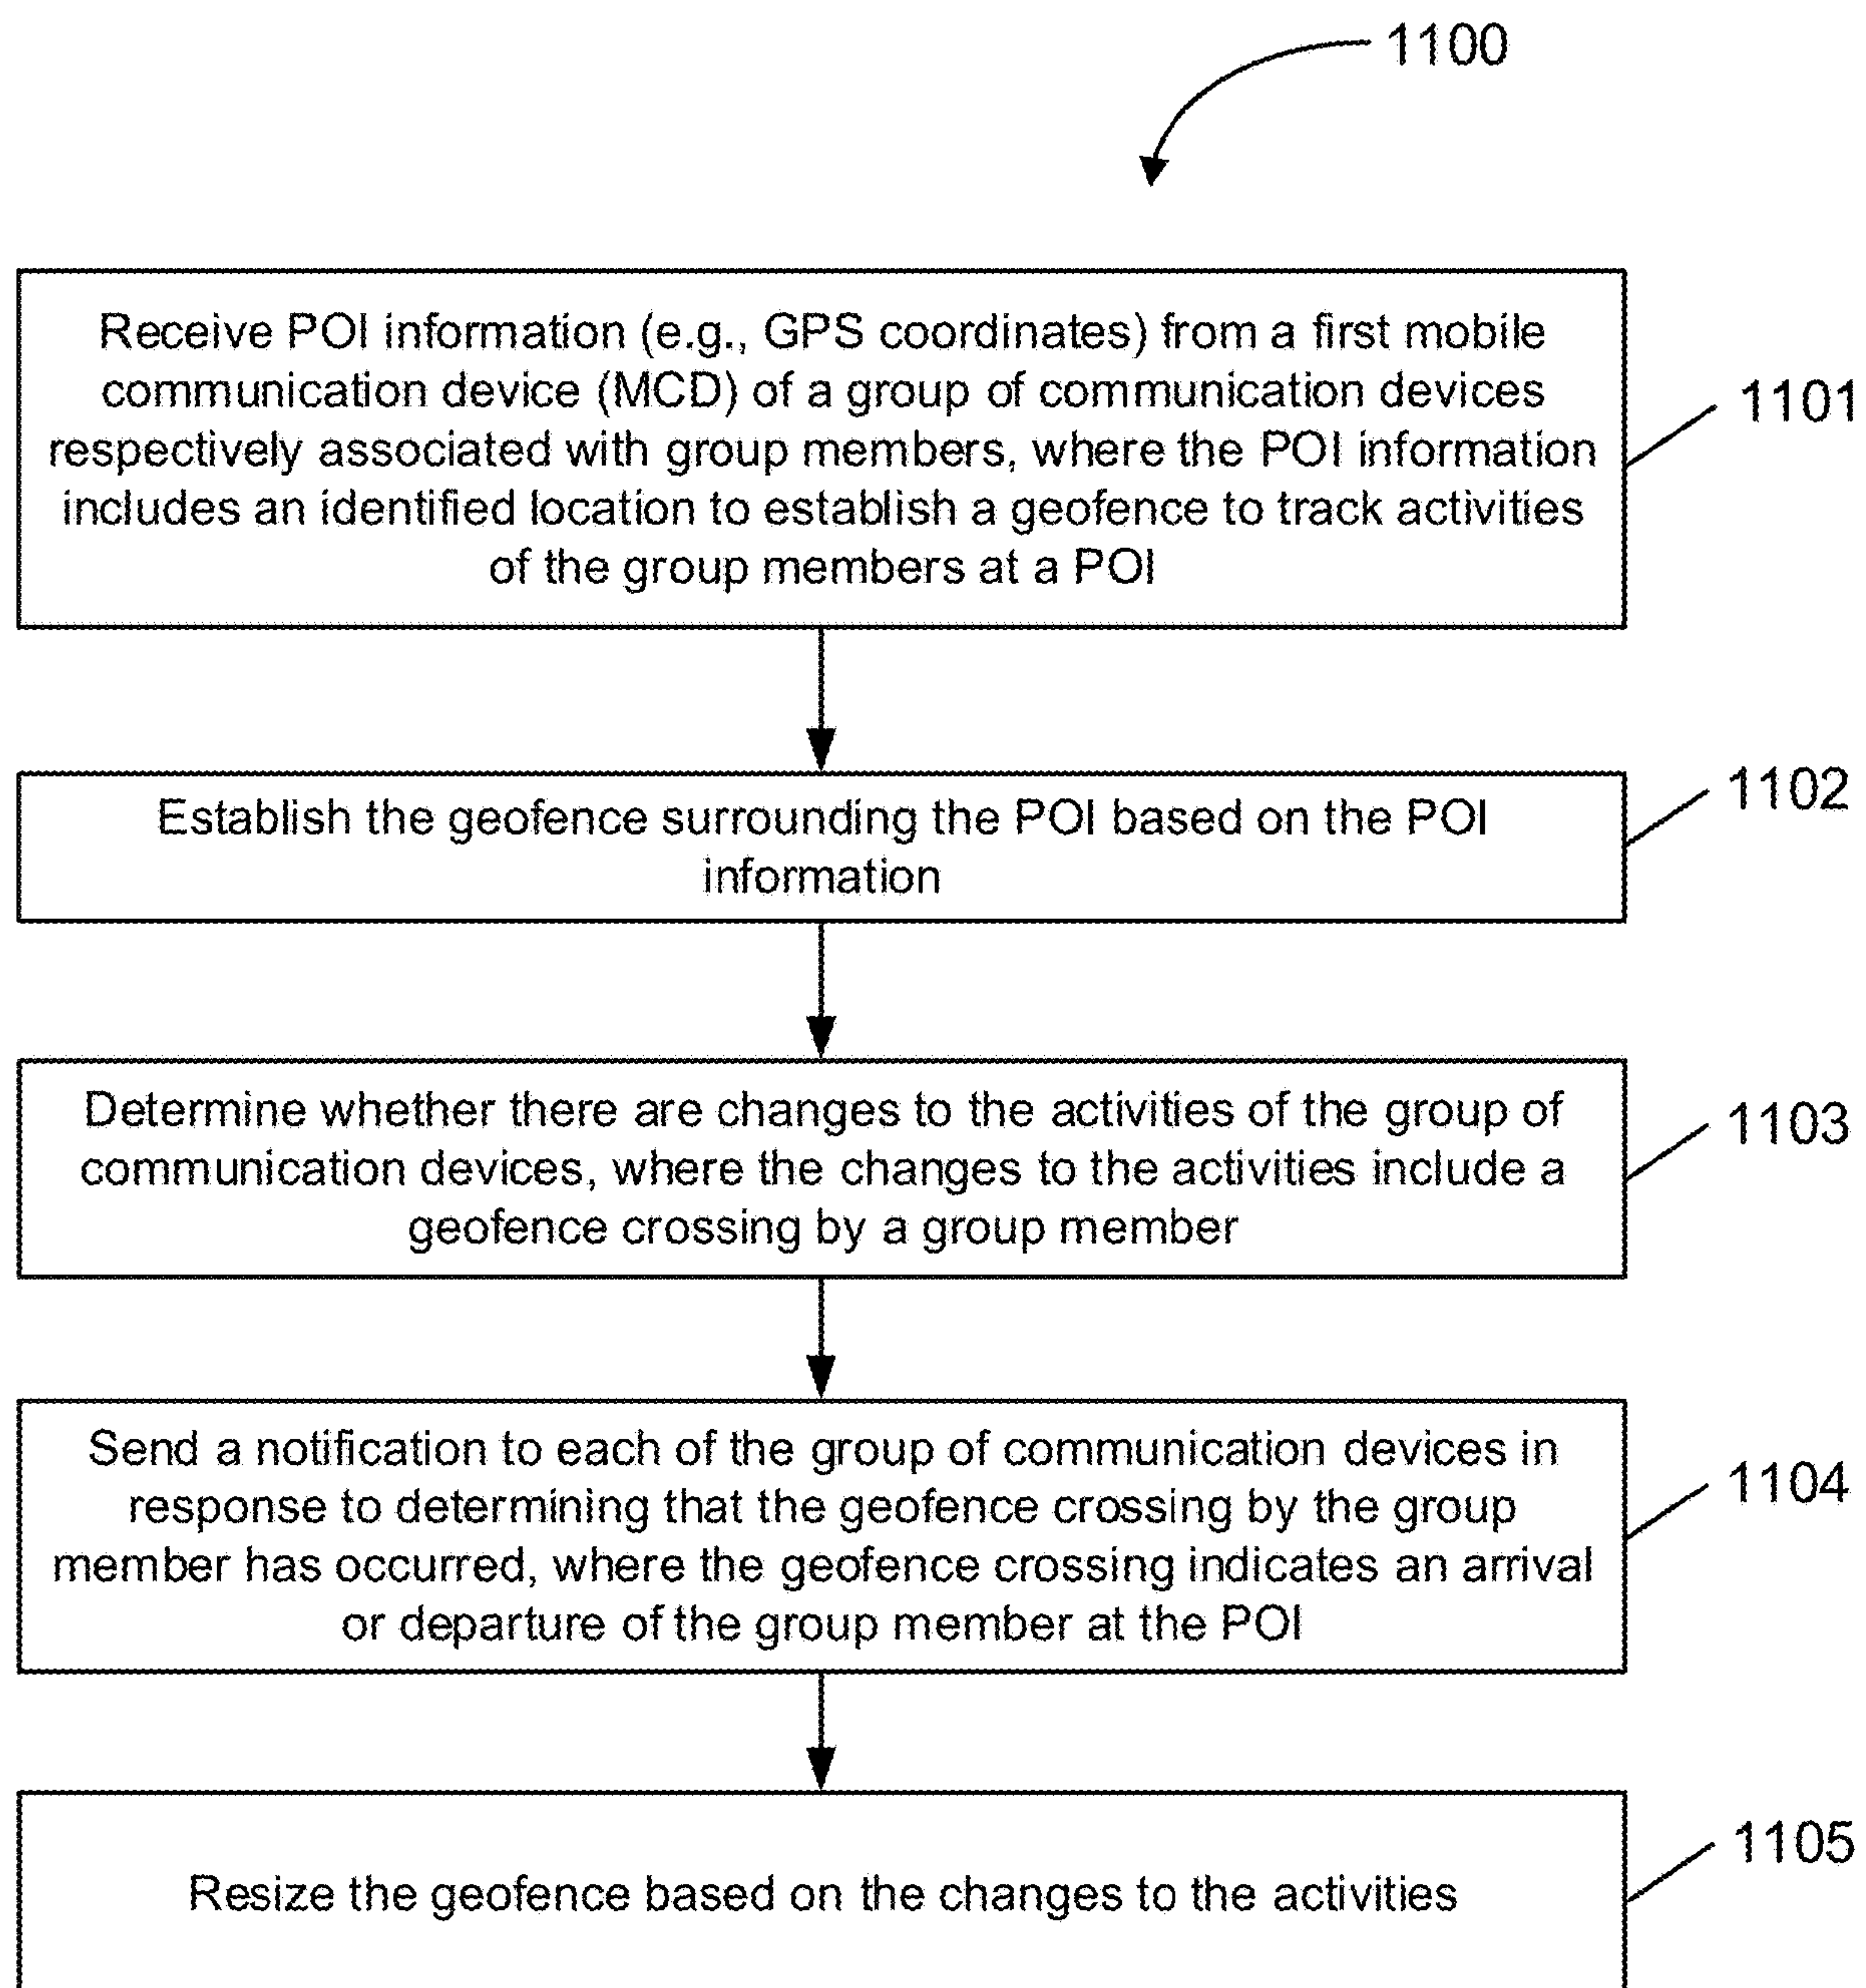 1100
Receive POI information (e.g., GPS coordinates) from a first mobile
communication device (MCD) of a group of communication devices
respectively associated with group members, where the POI information
includes an identified location to establish a geofence to track activities
of the group members at a POI
1101
Establish the geofence surrounding the POI based on the POI
information
1102
Determine whether there are changes to the activities of the group of
communication devices, where the changes to the activities include a
geofence crossing by a group member
1103
Send a notification to each of the group of communication devices in
response to determining that the geofence crossing by the group
member has occurred, where the geofence crossing indicates an arrival
or departure of the group member at the POI
1104
Resize the geofence based on the changes to the activities
1105